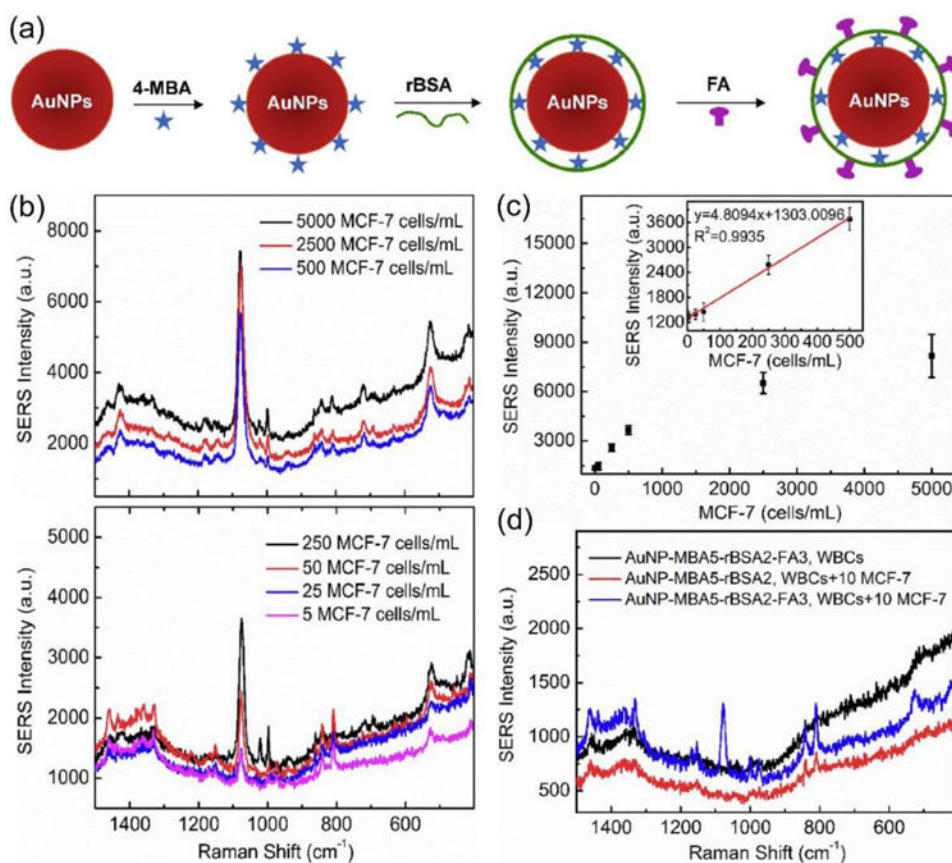 (a)
AuNPs
4-MBA
AuNPs
rBSA
AuNPs
FA
AuNPs
(b)
SERS Intensity (a.u.)
8000
6000
4000
2000
5000 MCF-7 cells/mL
2500 MCF-7 cells/mL
500 MCF-7 cells/mL
SERS Intensity (a.u.)
5000
4000
3000
2000
1000
250 MCF-7 cells/mL
50 MCF-7 cells/mL
25 MCF-7 cells/mL
5 MCF-7 cells/mL
1400 1200 1000 800 600
Raman Shift (cm⁻¹)
(c)
SERS Intensity (a.u.)
15000
12000
9000
6000
3000
SERS Intensity (a.u.)
3600
3000
2400
1800
1200
y=4.8094x+1303.0096
R²=0.9935
0 100 200 300 400 500
MCF-7 (cells/mL)
0 1000 2000 3000 4000 5000
MCF-7 (cells/mL)
(d)
SERS Intensity (a.u.)
2500
2000
1500
1000
500
AuNP-MBA5-rBSA2-FA3, WBCs
AuNP-MBA5-rBSA2, WBCs+10 MCF-7
AuNP-MBA5-rBSA2-FA3, WBCs+10 MCF-7
1400 1200 1000 800 600
Raman Shift (cm⁻¹)